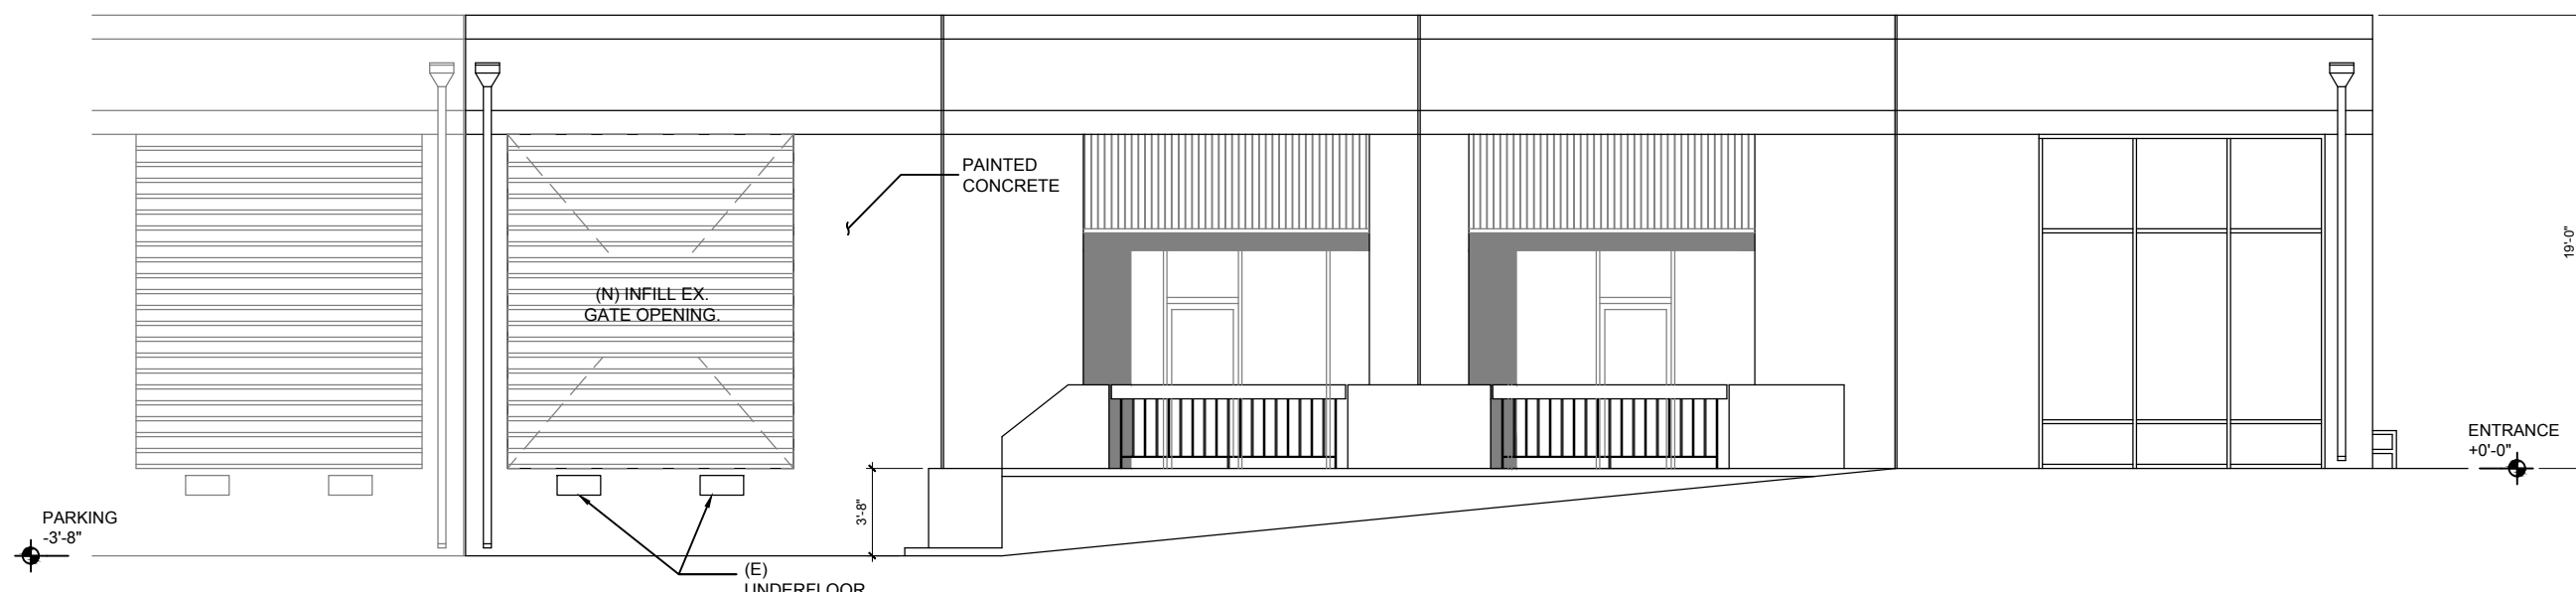 PAINTED
CONCRETE
(N) INFILL EX.
GATE OPENING.
19'-0"
ENTRANCE
+0'-0"
3'-8"
PARKING
-3'-8"
(E)
UNDERFLOOR